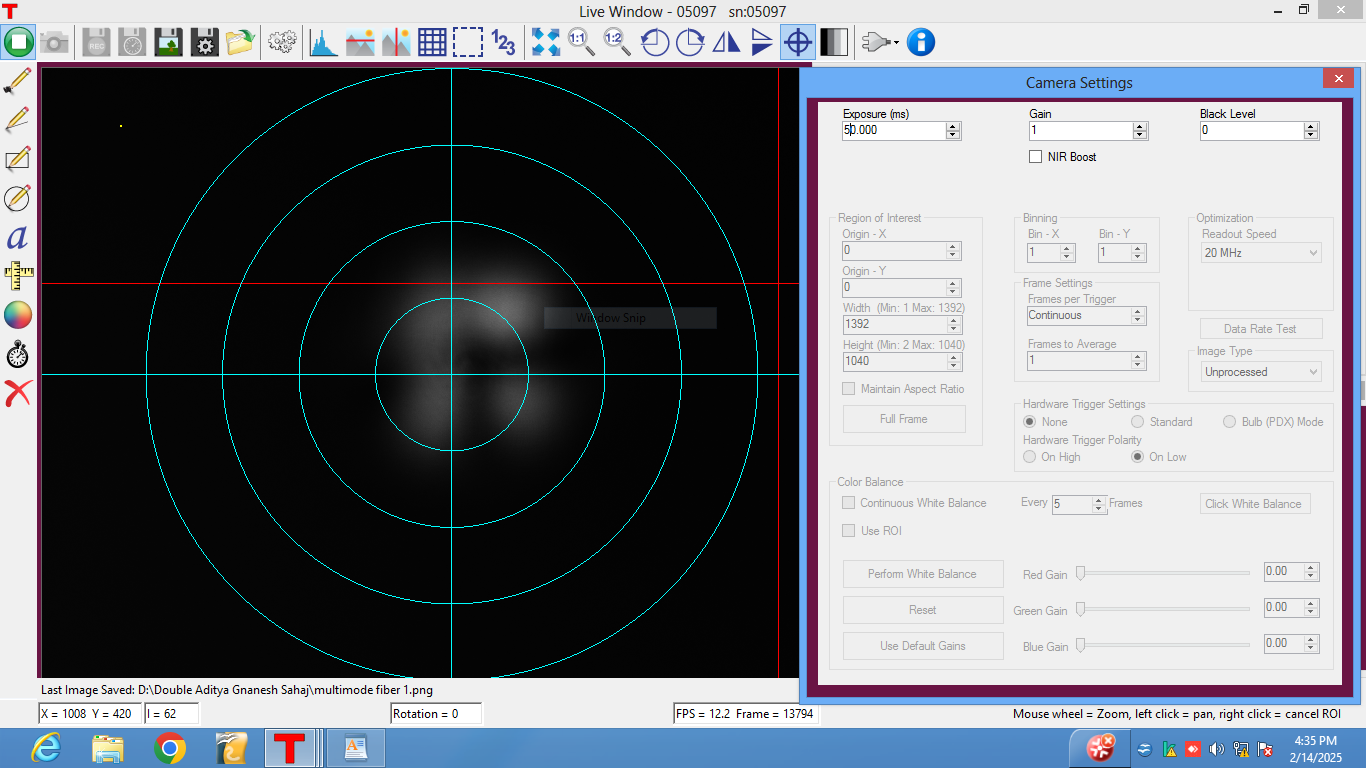 Live Window - 05097   sn:05097
REC
1:1
1:2
123
a
Camera Settings
Exposure (ms)
50.000
Gain
1
Black Level
0
NIR Boost
Region of Interest
Origin - X
0
Origin - Y
0
Width  (Min: 1 Max: 1392)
1392
Height (Min: 2 Max: 1040)
1040
Maintain Aspect Ratio
Full Frame
Binning
Bin - X
Bin - Y
1
1
Frame Settings
Frames per Trigger
Continuous
Frames to Average
1
Optimization
Readout Speed
20 MHz
Data Rate Test
Image Type
Unprocessed
Hardware Trigger Settings
None
Standard
Bulb (PDX) Mode
Hardware Trigger Polarity
On High
On Low
Color Balance
Continuous White Balance
Every
5
Frames
Click White Balance
Use ROI
Perform White Balance
Red Gain
0.00
Reset
Green Gain
0.00
Use Default Gains
Blue Gain
0.00
Window Snip
Last Image Saved: D:\Double Aditya Gnanesh Sahaj\multimode fiber 1.png
X = 1008  Y = 420
I = 62
Rotation = 0
FPS = 12.2  Frame = 13794
Mouse wheel = Zoom, left click = pan, right click = cancel ROI
4:35 PM
2/14/2025